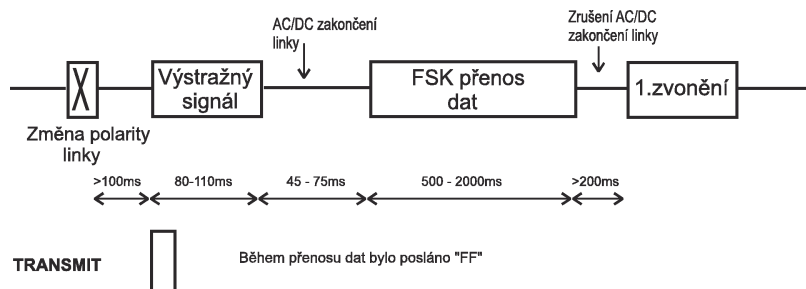 AC/DC zakončení
linky
Zrušení AC/DC
zakončení linky
Výstražný
signál
FSK přenos
dat
1.zvonění
Změna polarity
linky
>100ms
80-110ms
45 - 75ms
500 - 2000ms
>200ms
TRANSMIT
Během přenosu dat bylo posláno "FF"